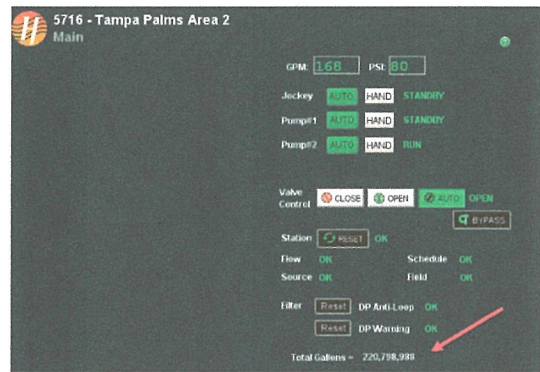 5716 - Tampa Palms Area 2
Main
GPM: 168 PSI: 80
Jockey AUTO HAND STANDBY
Pump#1 AUTO HAND STANDBY
Pump#2 AUTO HAND RUN
Valve Control CLOSE OPEN AUTO OPEN
BYPASS
Station RESET OK
Flow OK Schedule OK
Source OK Field OK
Filter Reset DP Anti-Loop OK
Reset DP Warning OK
Total Gallons = 220,798,988